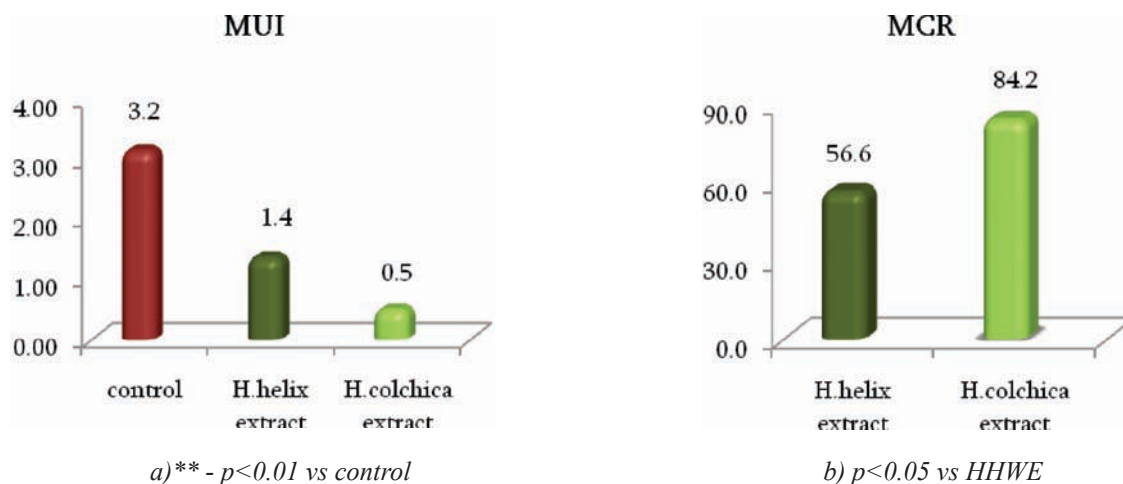 MUI
4.00
3.00
2.00
1.00
0.00
3.2
1.4
0.5
control
H.helix
extract
H.colchica
extract
a)** - p<0.01 vs control
MCR
90.0
60.0
30.0
0.0
56.6
84.2
H.helix
extract
H.colchica
extract
b) p<0.05 vs HHWE